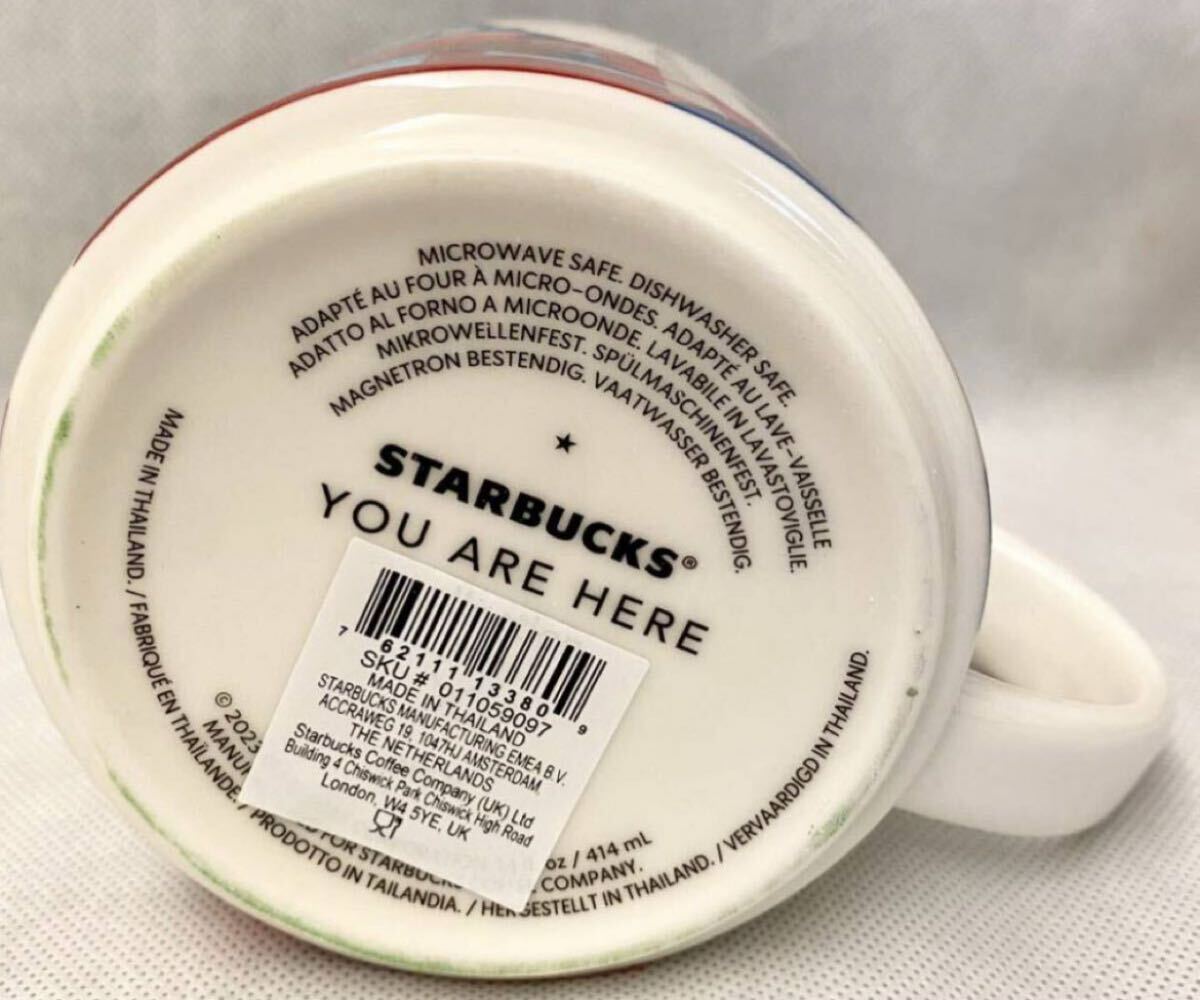 MICROWAVE SAFE. DISHWASHER SAFE.
ADAPTÉ AU FOUR À MICRO-ONDES. ADAPTÉ AU LAVE-VAISSELLE
ADATTO AL FORNO A MICROONDE. LAVABILE IN LAVASTOVIGLIE.
MIKROWELLENFEST. SPÜLMASCHINENFEST.
MAGNETRON BESTENDIG. VAATWASSER BESTENDIG.
STARBUCKS®
YOU ARE HERE
7 62111 13380 9
SKU # 011059097
MADE IN THAILAND
STARBUCKS MANUFACTURING EMEA B.V.
ACCRAWEG 19, 1047HJ AMSTERDAM,
THE NETHERLANDS
Starbucks Coffee Company (UK) Ltd
Building 4 Chiswick Park Chiswick High Road
London, W4 5YE, UK
© 2023
oz / 414 mL
FOR STARBUCKS COMPANY.
MADE IN THAILAND. / FABRIQUÉ EN THAÏLANDE. / PRODOTTO IN TAILANDIA. / HERGESTELLT IN THAILAND. / VERVAARDIGD IN THAILAND.